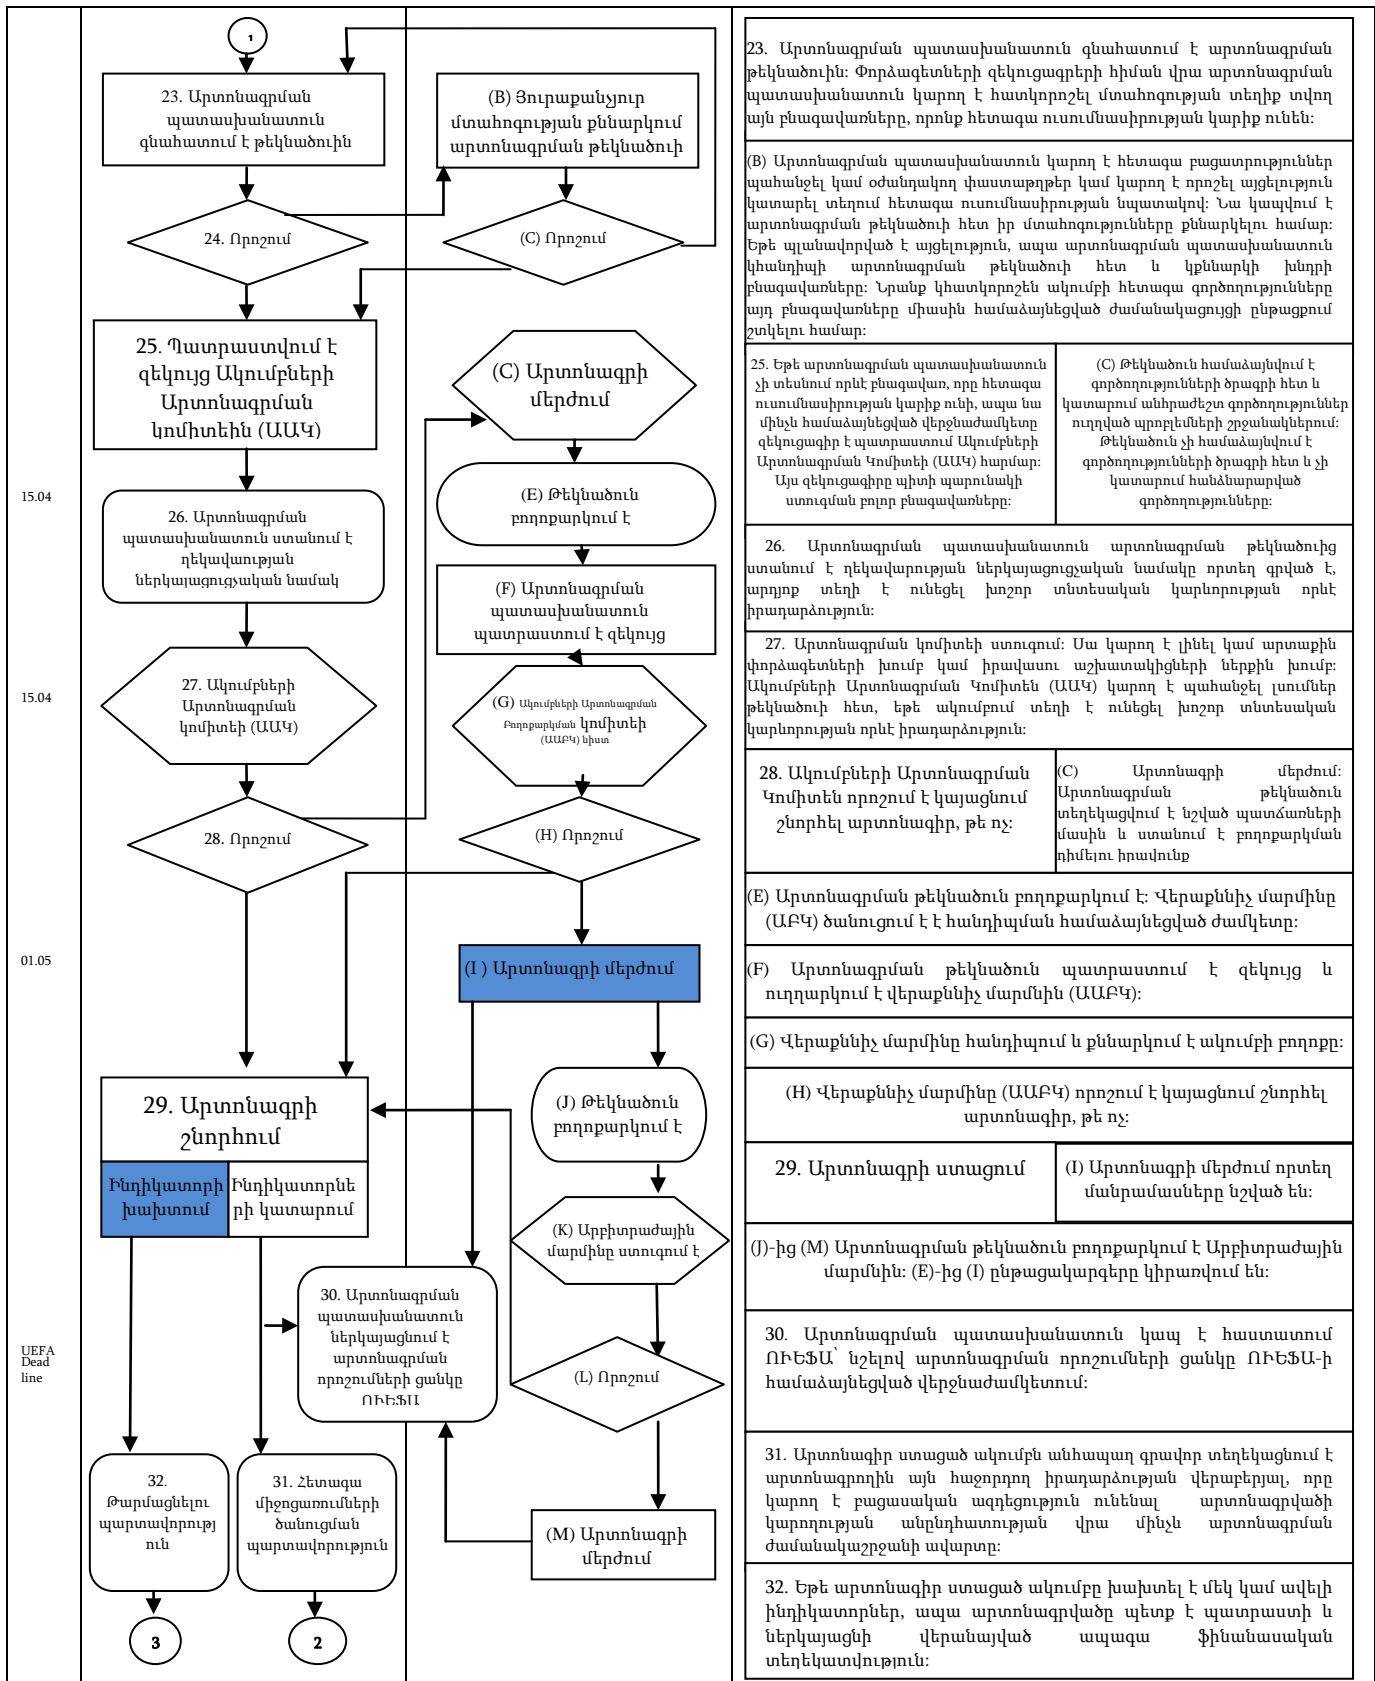 1
23. Արտոնագրման
պատասխանատուն
գնահատում է թեկնածուին
(B) Յուրաքանչյուր
մտահոգության քննարկում
արտոնագրման թեկնածուի
24. Որոշում
(C) Որոշում
25. Պատրաստվում է
զեկույց Ակումբների
Արտոնագրման
կոմիտեին (ԱԱԿ)
(C) Արտոնագրի
մերժում
15.04
(E) Թեկնածուն
բողոքարկում է
26. Արտոնագրման
պատասխանատուն ստանում է
ղեկավաության
ներկայացուցչական նամակ
(F) Արտոնագրման
պատասխանատուն
պատրաստում է զեկույց
15.04
27. Ակումբների
Արտոնագրման
կոմիտեի (ԱԱԿ)
(G) Ակումբների Արտոնագրման
Բողոքարկման կոմիտեի
(ԱԱԲԿ) նիստ
28. Որոշում
(H) Որոշում
01.05
(I ) Արտոնագրի մերժում
29. Արտոնագրի
շնորհում
Ինդիկատորի
խախտում
Ինդիկատորնե
րի կատարում
(J) Թեկնածուն
բողոքարկում է
(K) Արբիտրաժային
մարմինը ստուգում է
30. Արտոնագրման
պատասխանատուն
ներկայացնում է
արտոնագրման
որոշումների ցանկը
ՈՒԵՖԱ
UEFA
Dead
line
(L) Որոշում
32.
Թարմացնելու
պարտավորությ
ուն
31. Հետագա
միջոցառումների
ծանուցման
պարտավորություն
(M) Արտոնագրի
մերժում
3
2
23. Արտոնագրման պատասխանատուն գնահատում է արտոնագրման
թեկնածուին: Փորձագետների զեկուցագրերի հիման վրա արտոնագրման
պատասխանատուն կարող է հատկորոշել մտահոգության տեղիք տվող
այն բնագավառները, որոնք հետագա ուսումնասիրության կարիք ունեն:
(B) Արտոնագրման պատասխանատուն կարող է հետագա բացատրություններ
պահանջել կամ օժանդակող փաստաթղթեր կամ կարող է որոշել այցելություն
կատարել տեղում հետագա ուսումնասիրության նպատակով: Նա կապվում է
արտոնագրման թեկնածուի հետ իր մտահոգությունները քննարկելու համար:
Եթե պլանավորված է այցելություն, ապա արտոնագրման պատասխանատուն
կհանդիպի արտոնագրման թեկնածուի հետ և կքննարկի խնդրի
բնագավառները: Նրանք կհատկորոշեն ակումբի հետագա գործողությունները
այդ բնագավառները միասին համաձայնեցված ժամանակացույցի ընթացքում
շտկելու համար:
25. Եթե արտոնագրման պատասխանատուն
չի տեսնում որևէ բնագավառ, որը հետագա
ուսումնասիրության կարիք ունի, ապա նա
մինչև համաձայնեցված վերջնաժամկետը
զեկուցագիր է պատրաստում Ակումբների
Արտոնագրման Կոմիտեի (ԱԱԿ) հարմար:
Այս զեկուցագիրը պիտի պարունակի
ստուգման բոլոր բնագավառները:
(C) Թեկնածուն համաձայնվում է
գործողությունների ծրագրի հետ և
կատարում անհրաժեշտ գործողություններ
ուղղված պրոբլեմների շրջանակներում:
Թեկնածուն չի համաձայնվում է
գործողությունների ծրագրի հետ և չի
կատարում հանձնարարված
գործողությունները:
26. Արտոնագրման պատասխանատուն արտոնագրման թեկնածուից
ստանում է ղեկավարության ներկայացուցչական նամակը որտեղ գրված է,
արդյոք տեղի է ունեցել խոշոր տնտեսական կարևորության որևէ
իրադարձություն:
27. Արտոնագրման կոմիտեի ստուգում: Սա կարող է լինել կամ արտաքին
փորձագետների խումբ կամ իրավասու աշխատակիցների ներքին խումբ:
Ակումբների Արտոնագրման Կոմիտեն (ԱԱԿ) կարող է պահանջել լսումներ
թեկնածուի հետ, եթե ակումբում տեղի է ունեցել խոշոր տնտեսական
կարևորության որևէ իրադարձություն:
28. Ակումբների Արտոնագրման
Կոմիտեն որոշում է կայացնում
շնորհել արտոնագիր, թե ոչ:
(C) Արտոնագրի մերժում:
Արտոնագրման թեկնածուն
տեղեկացվում է նշված պատճառների
մասին և ստանում է բողոքարկման
դիմելու իրավունք
(E) Արտոնագրման թեկնածուն բողոքարկում է: Վերաքննիչ մարմինը
(ԱԲԿ) ծանուցում է է հանդիպման համաձայնեցված ժամկետը:
(F) Արտոնագրման թեկնածուն պատրաստում է զեկույց և
ուղղարկում է վերաքննիչ մարմնին (ԱԱԲԿ):
(G) Վերաքննիչ մարմինը հանդիպում և քննարկում է ակումբի բողոքը:
(H) Վերաքննիչ մարմինը (ԱԱԲԿ) որոշում է կայացնում շնորհել
արտոնագիր, թե ոչ:
29. Արտոնագրի ստացում
(I) Արտոնագրի մերժում որտեղ
մանրամասները նշված են:
(J)-ից (M) Արտոնագրման թեկնածուն բողոքարկում է Արբիտրաժային
մարմնին: (E)-ից (I) ընթացակարգերը կիրառվում են:
30. Արտոնագրման պատասխանատուն կապ է հաստատում
ՈՒԵՖԱ՝ նշելով արտոնագրման որոշումների ցանկը ՈՒԵՖԱ-ի
համաձայնեցված վերջնաժամկետում:
31. Արտոնագիր ստացած ակումբն անհապաղ գրավոր տեղեկացնում է
արտոնագրողին այն հաջորդող իրադարձության վերաբերյալ, որը
կարող է բացասական ազդեցություն ունենալ արտոնագրվածի
կարողության անընդհատության վրա մինչև արտոնագրման
ժամանակաշրջանի ավարտը:
32. Եթե արտոնագիր ստացած ակումբը խախտել է մեկ կամ ավելի
ինդիկատորներ, ապա արտոնագրվածը պետք է պատրաստի և
ներկայացնի վերանայված ապագա ֆինանսական
տեղեկատվություն: